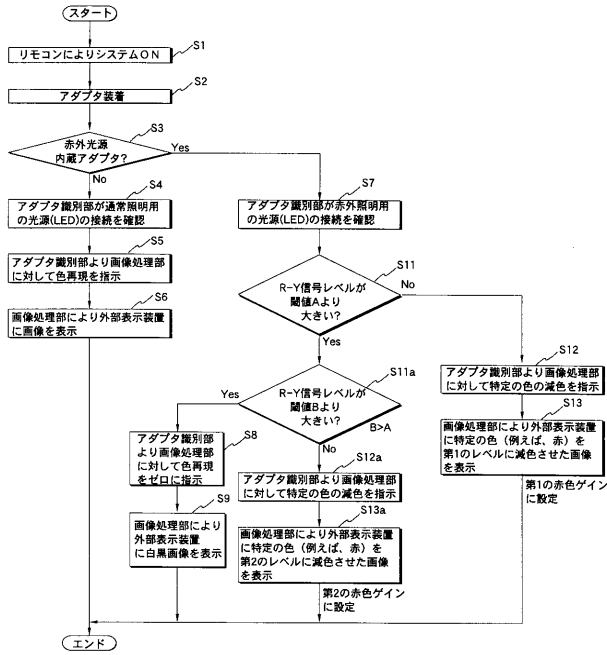 スタート
S1
リモコンによりシステムON
S2
アダプタ装着
S3
赤外光源
内蔵アダプタ?
Yes
No
S4
アダプタ識別部が通常照明用
の光源(LED)の接続を確認
S5
アダプタ識別部より画像処理部
に対して色再現を指示
S6
画像処理部により外部表示装置
に画像を表示
S7
アダプタ識別部が赤外照明用
の光源(LED)の接続を確認
S11
R-Y信号レベルが
閾値Aより
大きい?
No
Yes
S11a
R-Y信号レベルが
閾値Bより
大きい?
B>A
Yes
No
S8
アダプタ識別部
より画像処理部
に対して色再現
をゼロに指示
S9
画像処理部により
外部表示装置
に白黒画像を表示
S12a
アダプタ識別部より画像処理部
に対して特定の色の減色を指示
S13a
画像処理部により外部表示装置
に特定の色(例えば、赤)を
第2のレベルに減色させた画像
を表示
第2の赤色ゲイン
に設定
S12
アダプタ識別部より画像処理部
に対して特定の色の減色を指示
S13
画像処理部により外部表示装置
に特定の色(例えば、赤)を
第1のレベルに減色させた画像
を表示
第1の赤色ゲイン
に設定
エンド